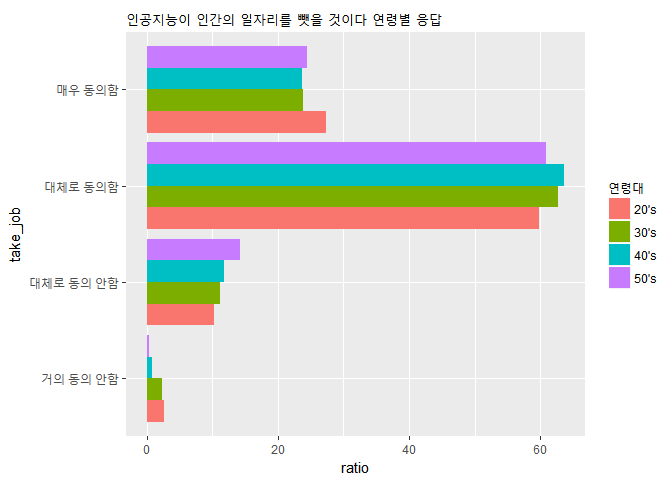 인공지능이 인간의 일자리를 뺏을 것이다 연령별 응답
매우 동의함
대체로 동의함
대체로 동의 안함
거의 동의 안함
take_job
0 20 40 60
ratio
연령대
20's
30's
40's
50's